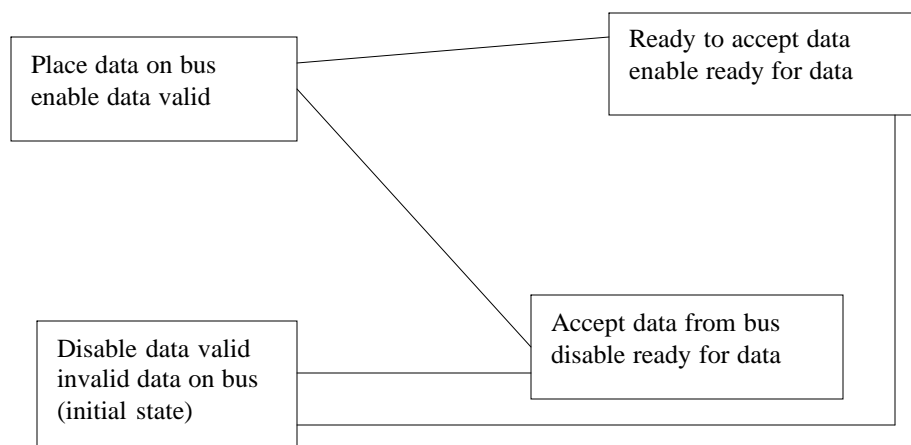 Place data on bus
enable data valid
Ready to accept data
enable ready for data
Disable data valid
invalid data on bus
(initial state)
Accept data from bus
disable ready for data